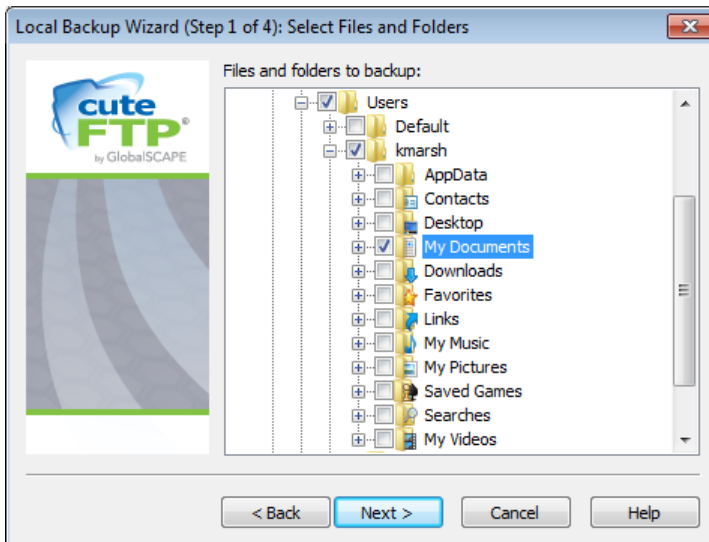 Local Backup Wizard (Step 1 of 4): Select Files and Folders
Files and folders to backup:
cute
FTP®
by GlobalSCAPE
Users
Default
kmarsh
AppData
Contacts
Desktop
My Documents
Downloads
Favorites
Links
My Music
My Pictures
Saved Games
Searches
My Videos
< Back
Next >
Cancel
Help